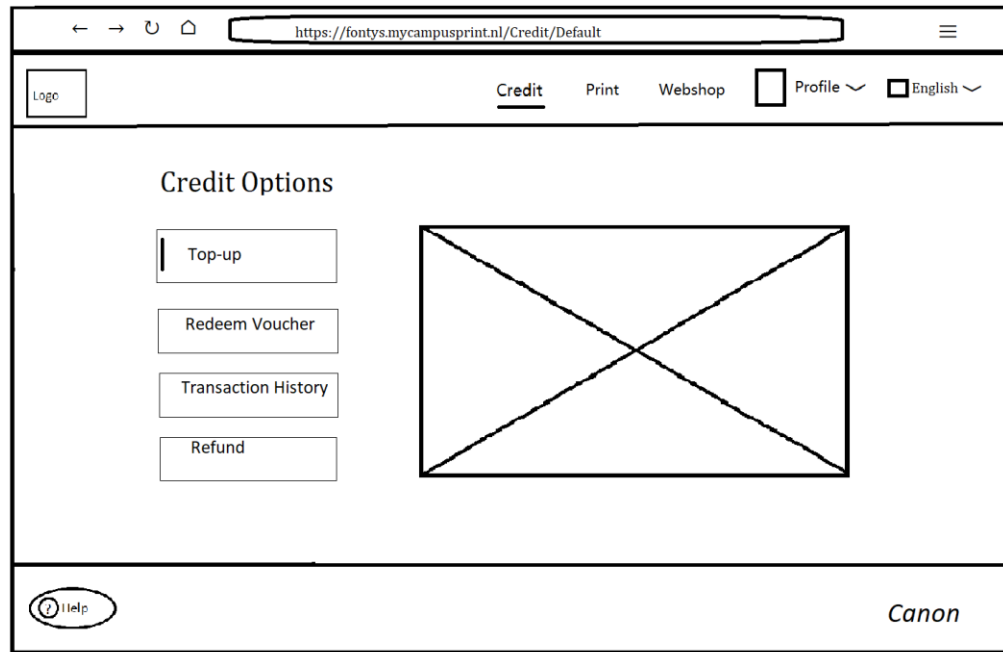 https://fontys.mycampusprint.nl/Credit/Default
Logo
Credit
Print
Webshop
Profile
English
Credit Options
Top-up
Redeem Voucher
Transaction History
Refund
? Help
Canon